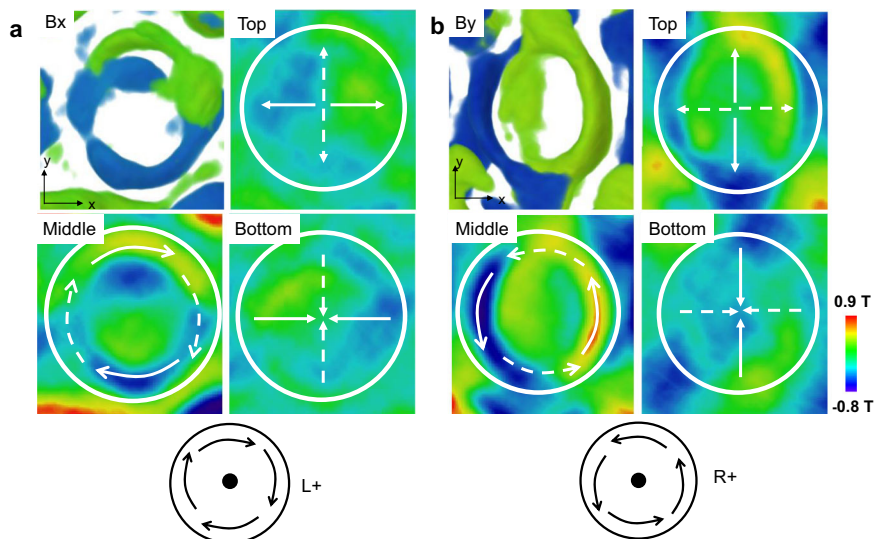 a
Bx
Top
y
x
Middle
Bottom
L+
b
By
Top
y
x
Middle
Bottom
0.9 T
-0.8 T
R+